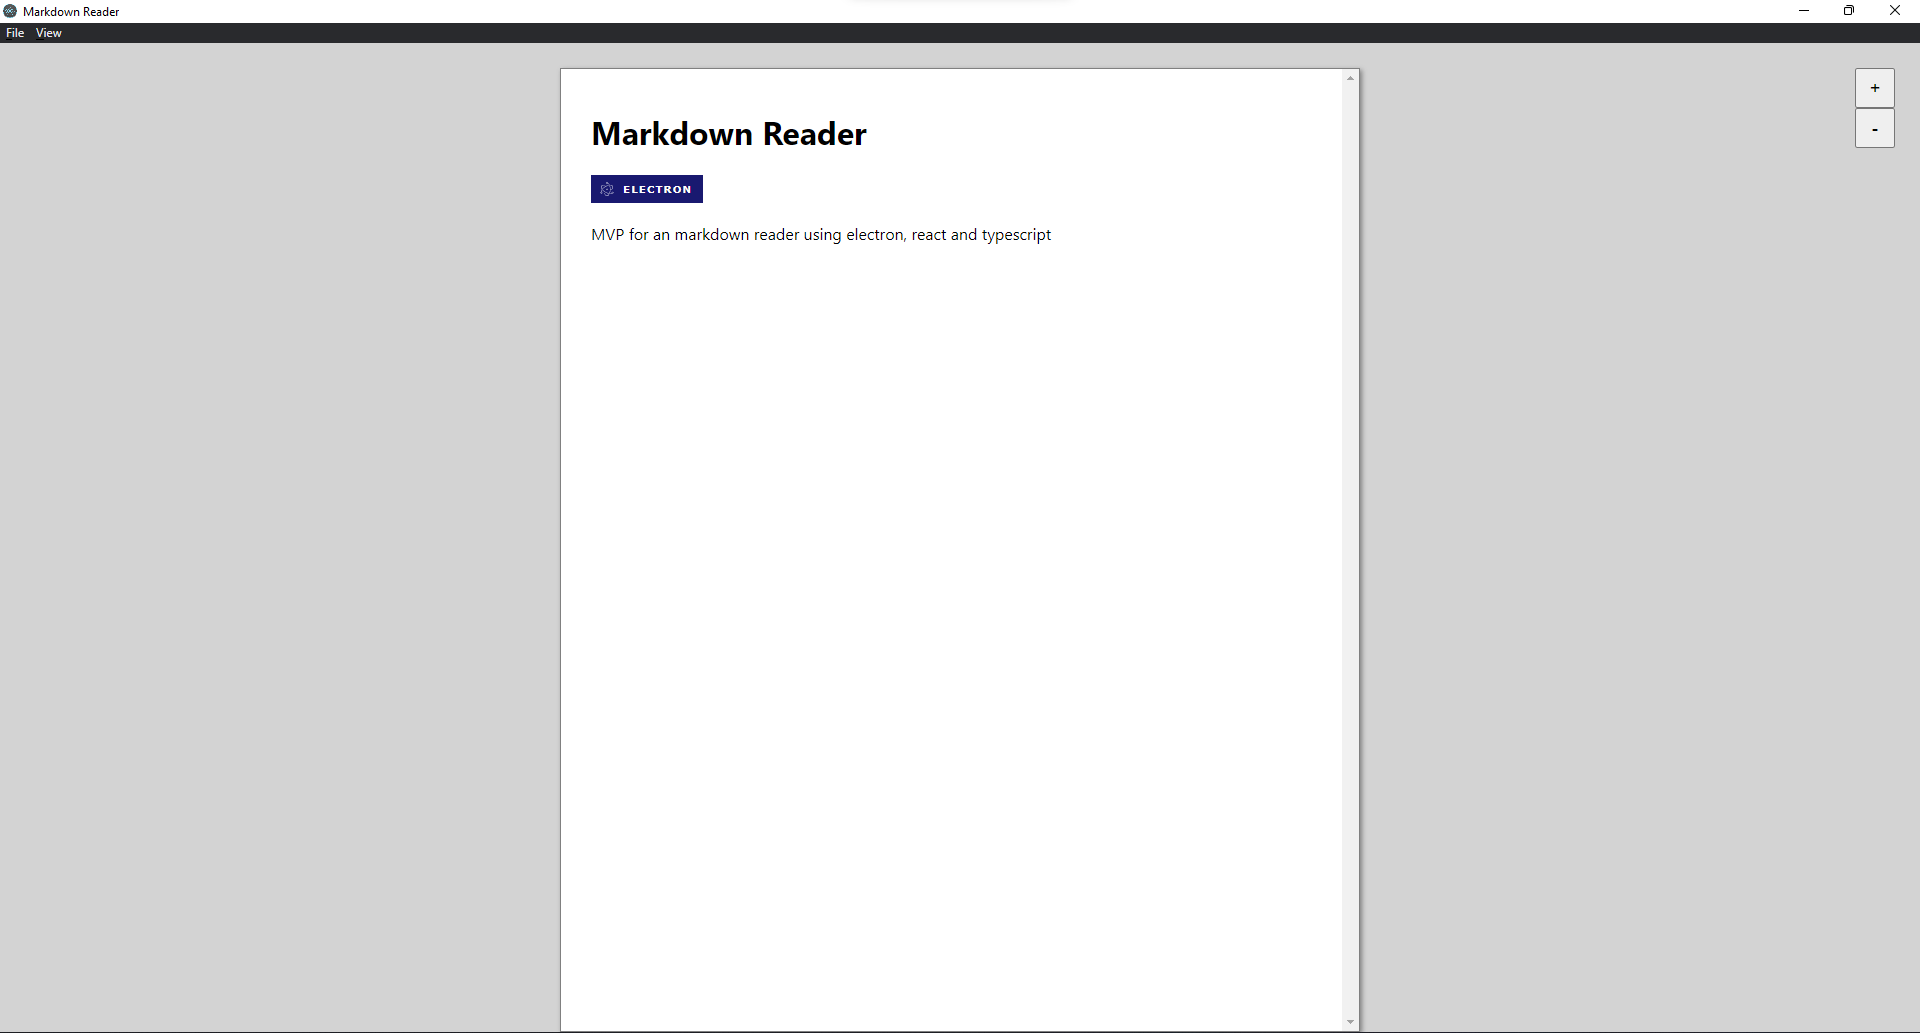 Markdown Reader
File View
+
-
Markdown Reader
ELECTRON
MVP for an markdown reader using electron, react and typescript